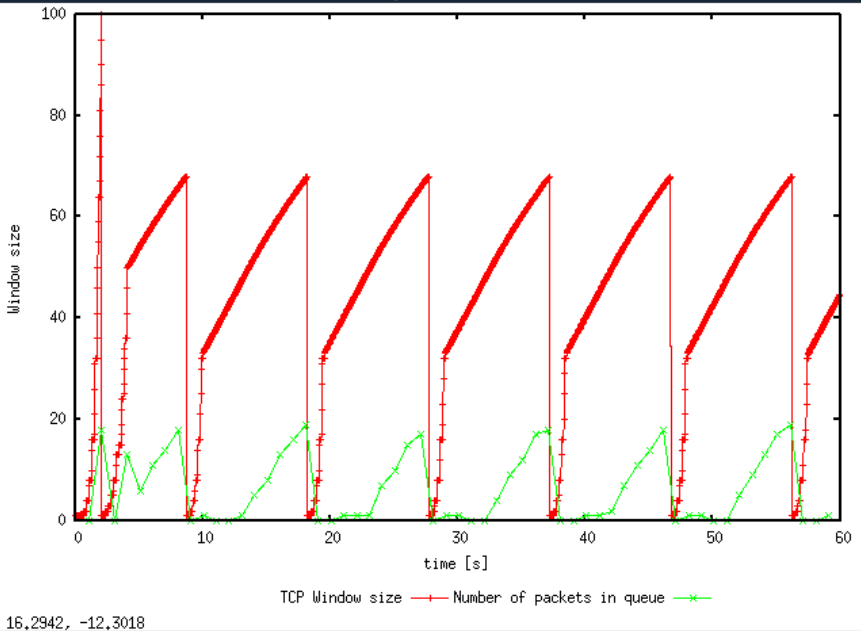 100
80
60
40
20
0
Window size
0 10 20 30 40 50 60
time [s]
TCP Window size Number of packets in queue
16.2942, -12.3018